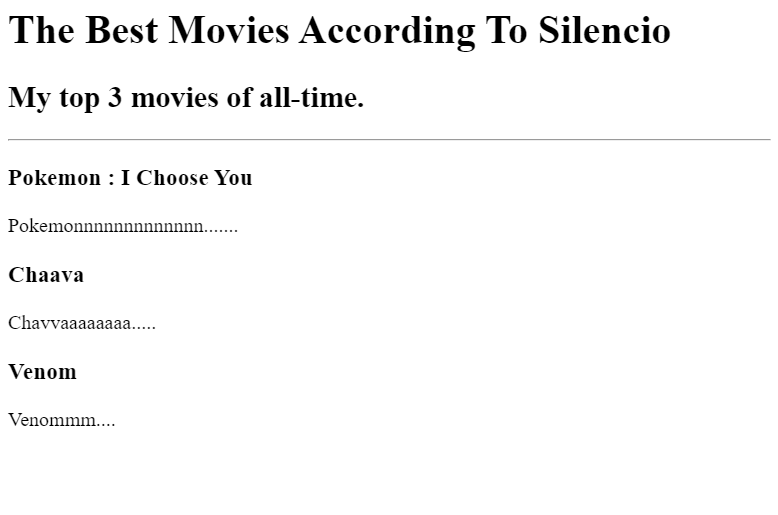 The Best Movies According To Silencio
My top 3 movies of all-time.
Pokemon : I Choose You
Pokemonnnnnnnnnnnnnn.......
Chaava
Chavvaaaaaaaa.....
Venom
Venommm....